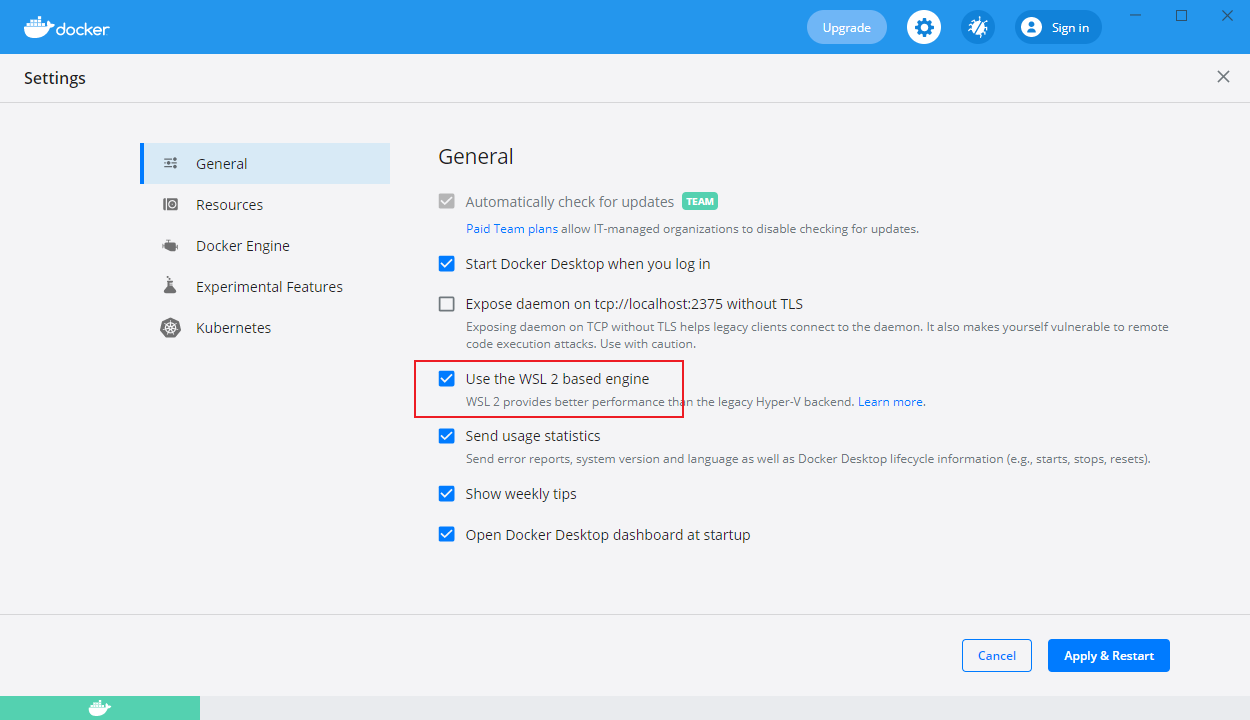 docker
Upgrade
Sign in
Settings
General
Resources
Docker Engine
Experimental Features
Kubernetes
General
Automatically check for updates TEAM
Paid Team plans allow IT-managed organizations to disable checking for updates.
Start Docker Desktop when you log in
Expose daemon on tcp://localhost:2375 without TLS
Exposing daemon on TCP without TLS helps legacy clients connect to the daemon. It also makes yourself vulnerable to remote
code execution attacks. Use with caution.
Use the WSL 2 based engine
WSL 2 provides better performance than the legacy Hyper-V backend. Learn more.
Send usage statistics
Send error reports, system version and language as well as Docker Desktop lifecycle information (e.g., starts, stops, resets).
Show weekly tips
Open Docker Desktop dashboard at startup
Cancel
Apply & Restart